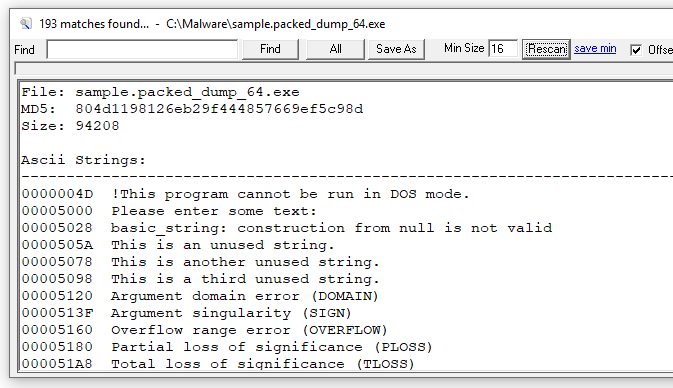 193 matches found... - C:\Malware\sample.packed_dump_64.exe
Find Find All Save As Min Size 16 Rescan save min Offse
File: sample.packed_dump_64.exe
MD5: 804d1198126eb29f444857669ef5c98d
Size: 94208
Ascii Strings:
---------------------------------------------------------------------------
0000004D !This program cannot be run in DOS mode.
00005000 Please enter some text:
00005028 basic_string: construction from null is not valid
0000505A This is an unused string.
00005078 This is another unused string.
00005098 This is a third unused string.
00005120 Argument domain error (DOMAIN)
0000513F Argument singularity (SIGN)
00005160 Overflow range error (OVERFLOW)
00005180 Partial loss of significance (PLOSS)
000051A8 Total loss of significance (TLOSS)